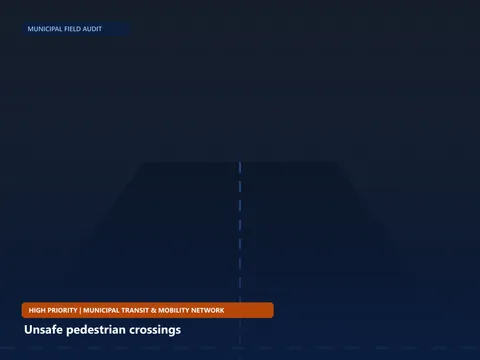 MUNICIPAL FIELD AUDIT
HIGH PRIORITY | MUNICIPAL TRANSIT & MOBILITY NETWORK
Unsafe pedestrian crossings